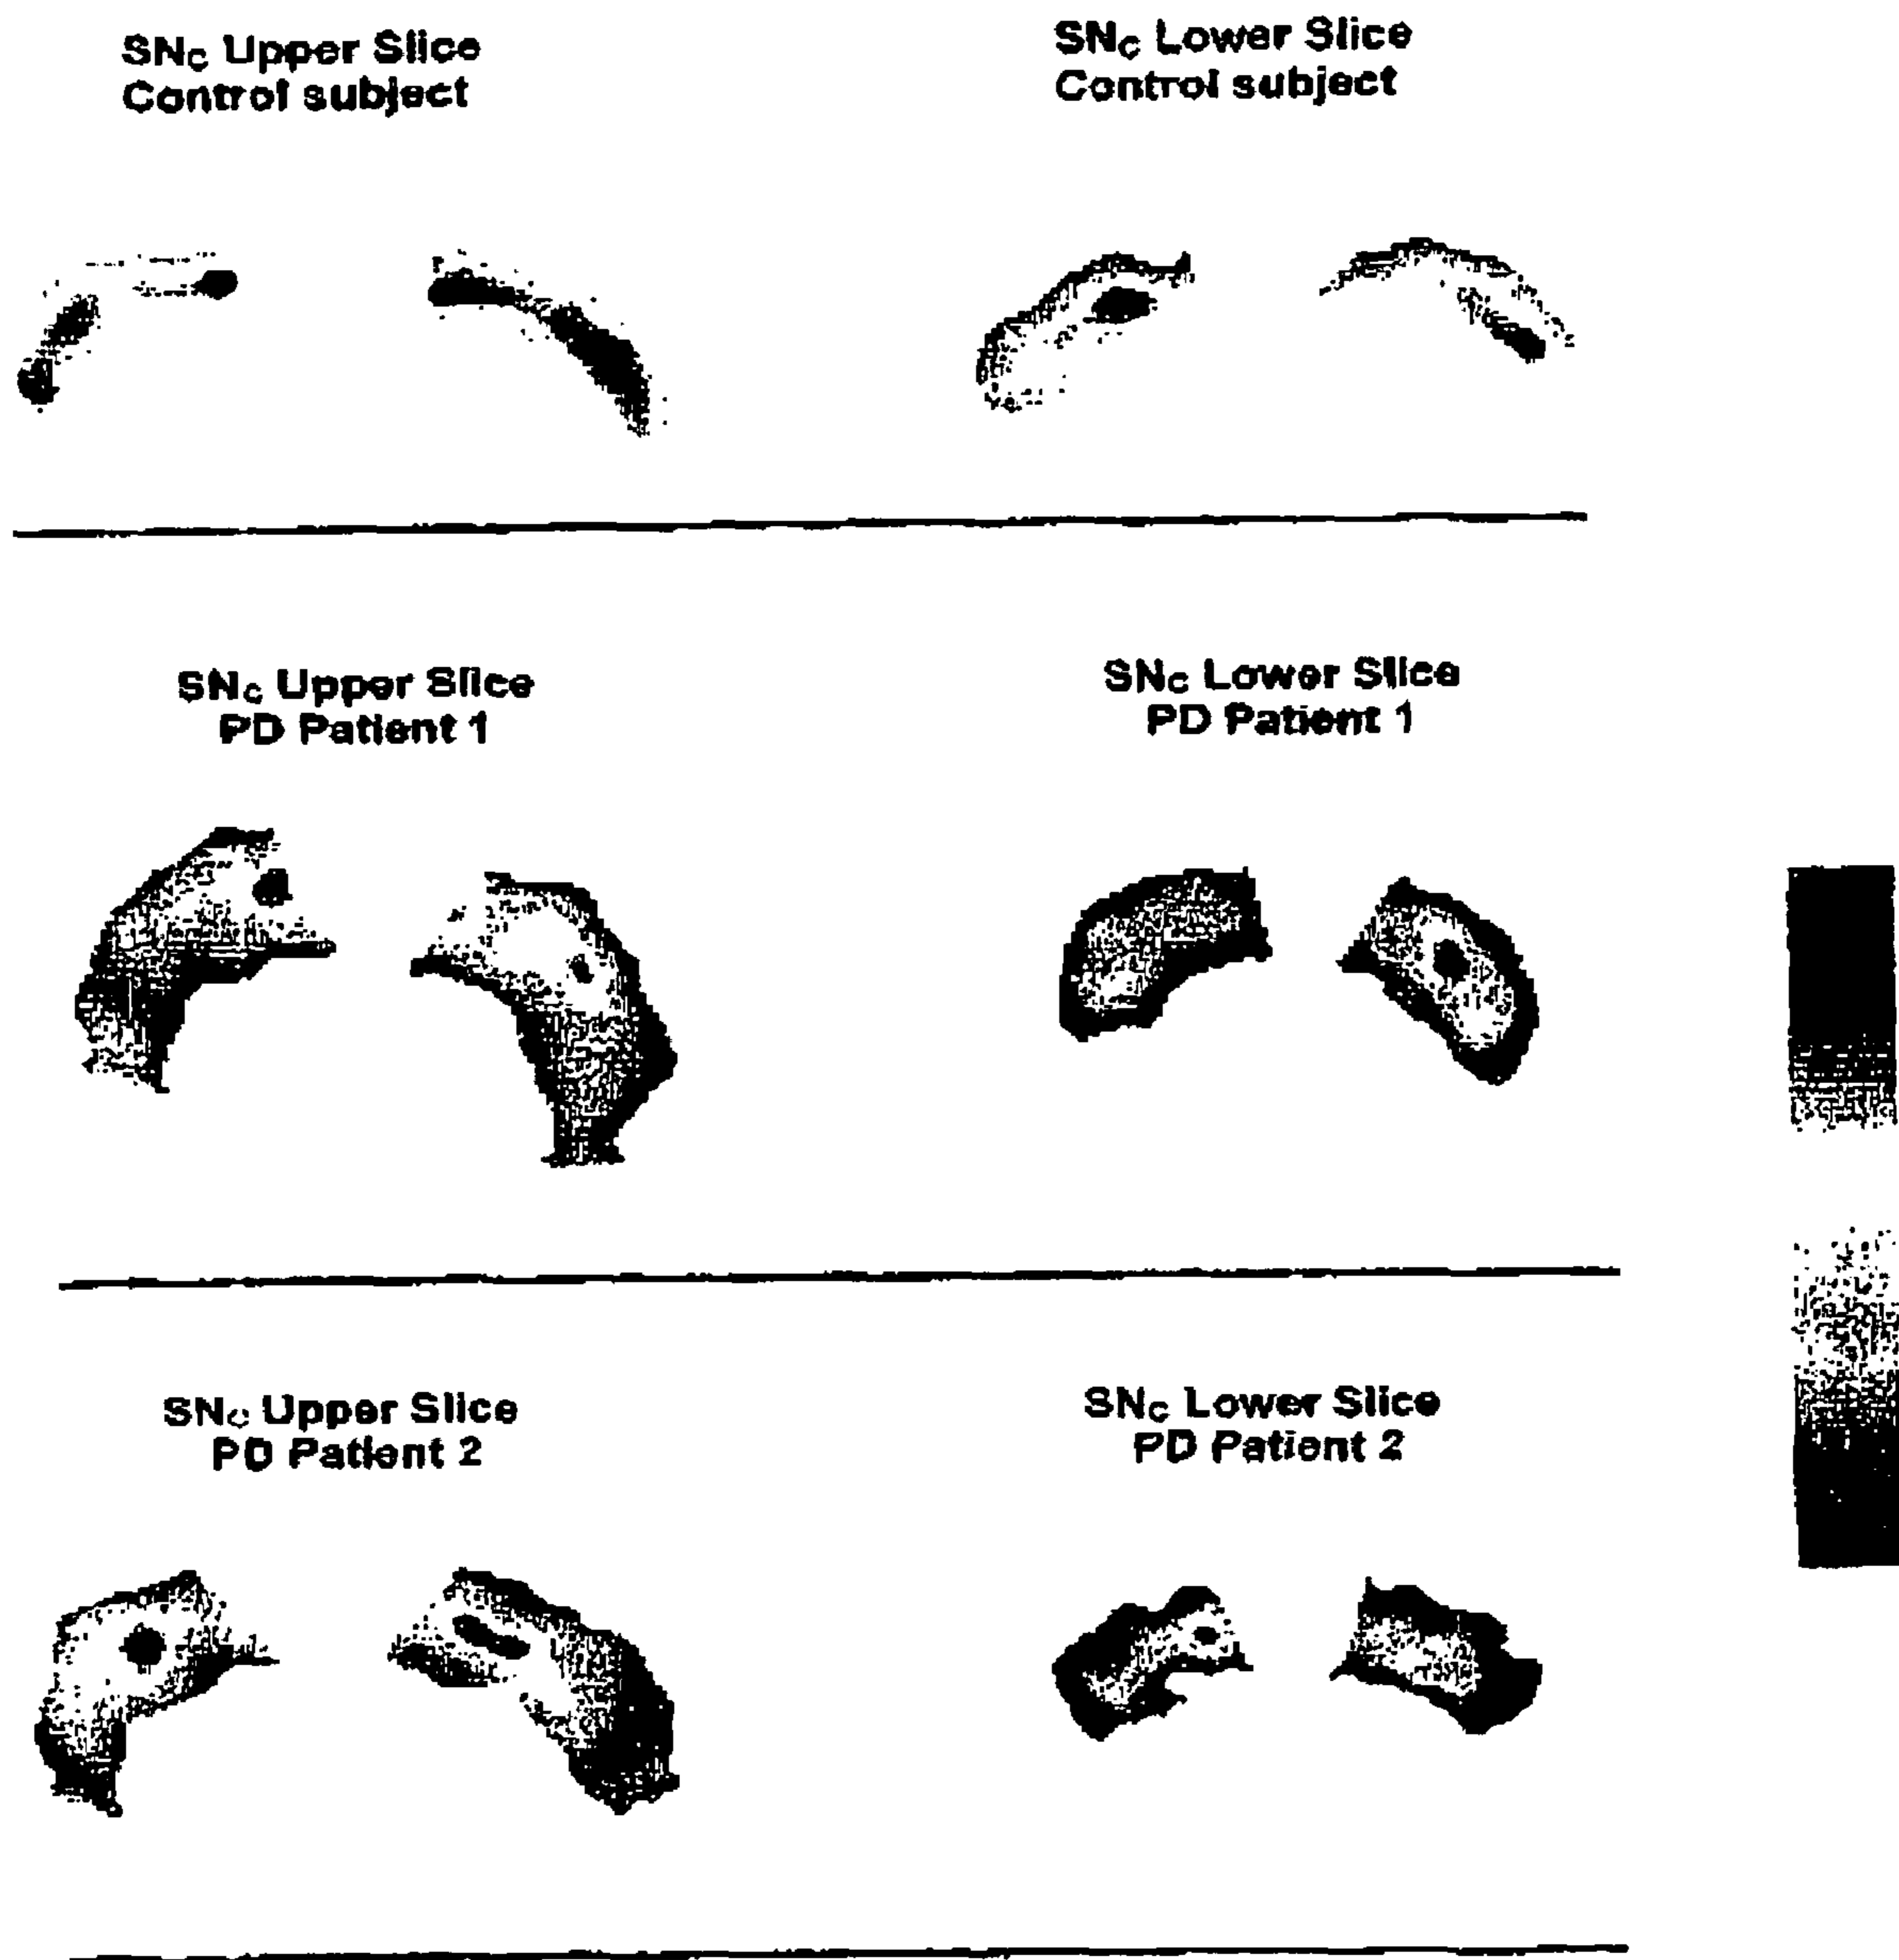 SNc Upper Slice
Control subject
SNc Lower Slice
Control subject
SNc Upper Slice
PD Patient 1
SNc Lower Slice
PD Patient 1
SNc Upper Slice
PD Patient 2
SNc Lower Slice
PD Patient 2